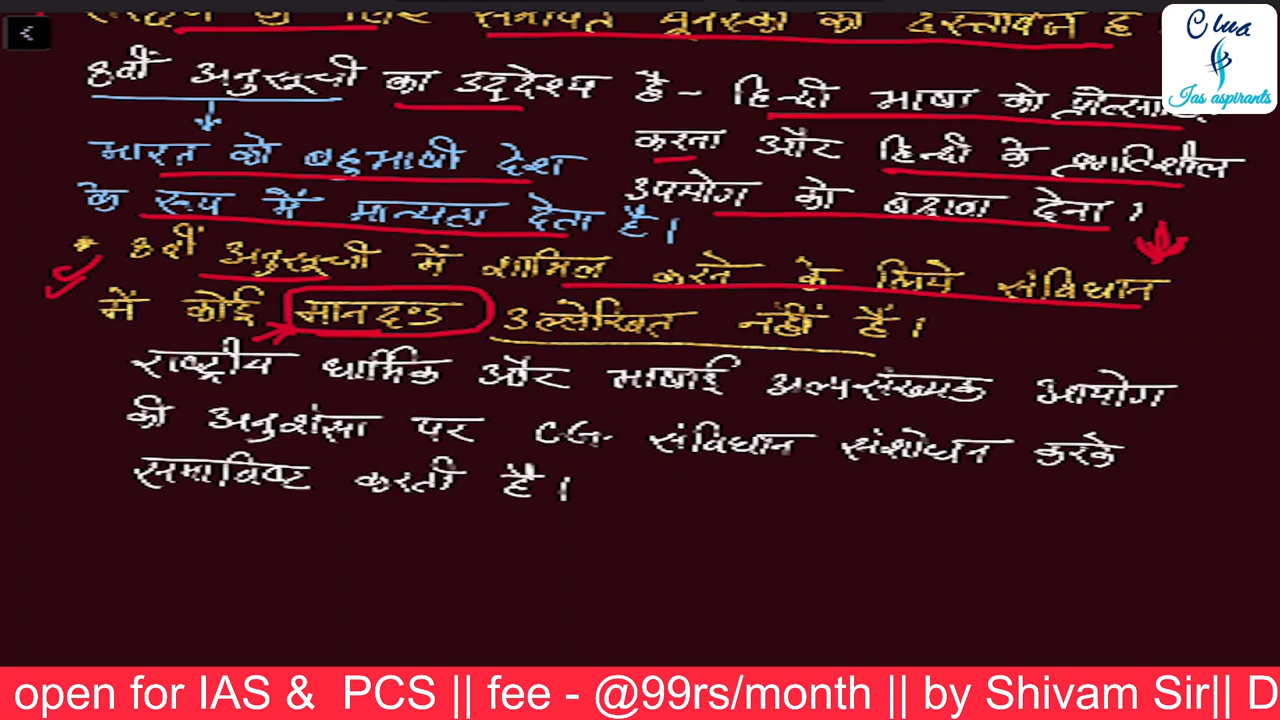 के लिए समर्पित यूनेस्को का दस्तावेज है
8वीं अनुसूची का उद्देश्य है - हिन्दी भाषा को
करना और हिन्दी के प्रगतिशील
उपयोग को बढ़ावा देना।
भारत को बहुभाषी देश
के रूप में मान्यता देता है।
* 8वीं अनुसूची में शामिल करने के लिये संविधान
में कोई मानदण्ड उल्लेखित नहीं है।
राष्ट्रीय धार्मिक और भाषाई अल्पसंख्यक आयोग
की अनुशंसा पर C.G. संविधान संशोधन करके
समाविष्ट करती है।
Clua
Ias aspirants
open for IAS & PCS || fee - @99rs/month || by Shivam Sir|| D